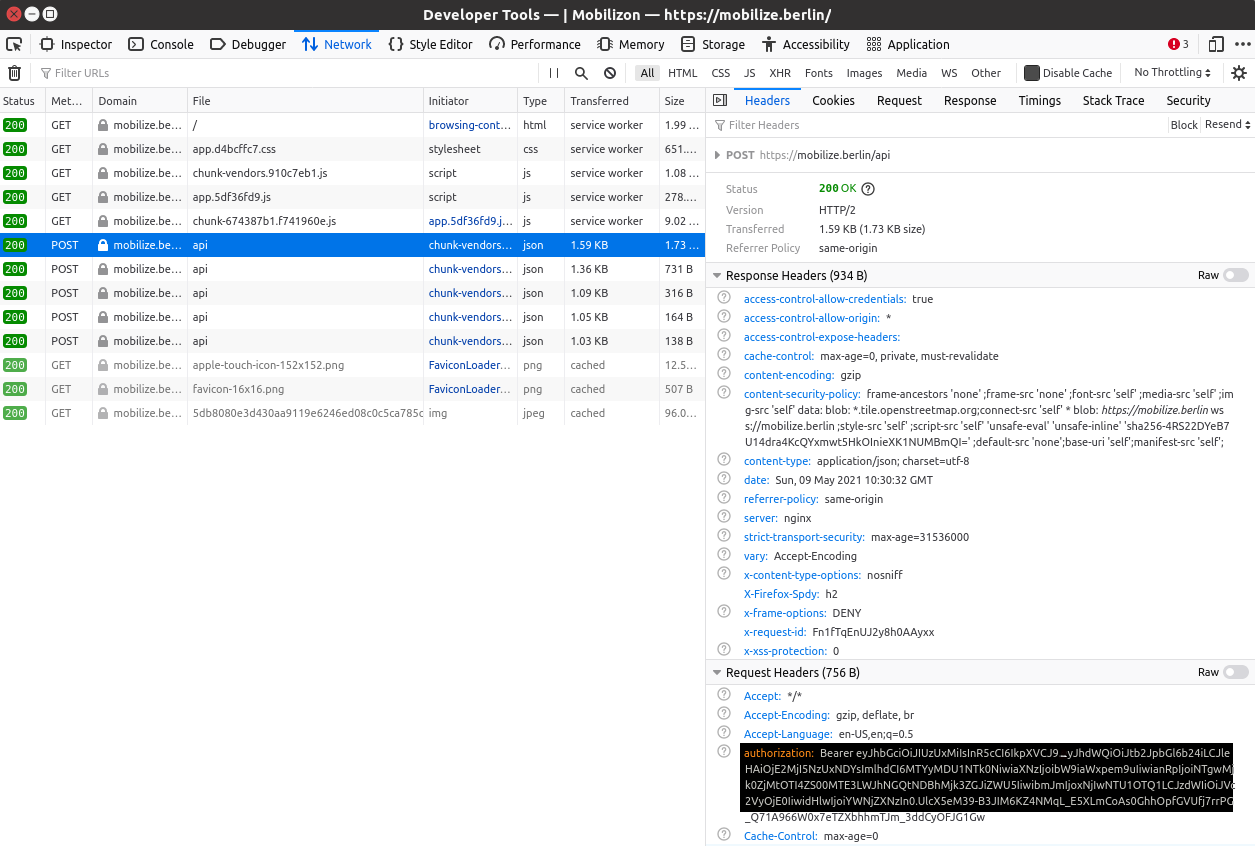 Developer Tools — | Mobilizon — https://mobilize.berlin/
Inspector Console Debugger Network Style Editor Performance Memory Storage Accessibility Application 3
Filter URLs All HTML CSS JS XHR Fonts Images Media WS Other Disable Cache No Throttling
Status Met… Domain File Initiator Type Transferred Size
200 GET mobilize.be… / browsing-cont… html service worker 1.99 …
200 GET mobilize.be… app.d4bcffc7.css stylesheet css service worker 651.…
200 GET mobilize.be… chunk-vendors.910c7eb1.js script js service worker 1.08 …
200 GET mobilize.be… app.5df36fd9.js script js service worker 278.…
200 GET mobilize.be… chunk-674387b1.f741960e.js app.5df36fd9.j… js service worker 9.02 …
200 POST mobilize.be… api chunk-vendors… json 1.59 KB 1.73 …
200 POST mobilize.be… api chunk-vendors… json 1.36 KB 731 B
200 POST mobilize.be… api chunk-vendors… json 1.09 KB 316 B
200 POST mobilize.be… api chunk-vendors… json 1.05 KB 164 B
200 POST mobilize.be… api chunk-vendors… json 1.03 KB 138 B
200 GET mobilize.be… apple-touch-icon-152x152.png FaviconLoader… png cached 12.5…
200 GET mobilize.be… favicon-16x16.png FaviconLoader… png cached 507 B
200 GET mobilize.be… 5db8080e3d430aa9119e6246ed08c0c5ca785c img jpeg cached 96.0…
Headers Cookies Request Response Timings Stack Trace Security
Filter Headers Block Resend
POST https://mobilize.berlin/api
Status 200 OK
Version HTTP/2
Transferred 1.59 KB (1.73 KB size)
Referrer Policy same-origin
Response Headers (934 B) Raw
access-control-allow-credentials: true
access-control-allow-origin: *
access-control-expose-headers:
cache-control: max-age=0, private, must-revalidate
content-encoding: gzip
content-security-policy: frame-ancestors 'none' ;frame-src 'none' ;font-src 'self' ;media-src 'self' ;im
g-src 'self' data: blob: *.tile.openstreetmap.org;connect-src 'self' * blob: https://mobilize.berlin ws
s://mobilize.berlin ;style-src 'self' ;script-src 'self' 'unsafe-eval' 'unsafe-inline' 'sha256-4RS22DYeB7
U14dra4KcQYxmwt5HkOInieXK1NUMBmQI=' ;default-src 'none';base-uri 'self';manifest-src 'self';
content-type: application/json; charset=utf-8
date: Sun, 09 May 2021 10:30:32 GMT
referrer-policy: same-origin
server: nginx
strict-transport-security: max-age=31536000
vary: Accept-Encoding
x-content-type-options: nosniff
X-Firefox-Spdy: h2
x-frame-options: DENY
x-request-id: Fn1fTqEnUJ2y8h0AAyxx
x-xss-protection: 0
Request Headers (756 B) Raw
Accept: */*
Accept-Encoding: gzip, deflate, br
Accept-Language: en-US,en;q=0.5
authorization: Bearer eyJhbGciOiJIUzUxMiIsInR5cCI6IkpXVCJ9.eyJhdWQiOiJtb2JpbGl6b24iLCJle
HAiOjE2MjI5NzUxNDYsImlhdCI6MTYyMDU1NTk0NiwiaXNzIjoibW9iaWxpem9uIiwianRpIjoiNTgwMj
k0ZjMtOTI4ZS00MTE3LWJhNGQtNDBhMjk3ZGJiZWU5IiwibmJmIjoxNjIwNTU1OTQ1LCJzdWIiOiJVc
2VyOjE0IiwidHlwIjoiYWNjZXNzIn0.UlcX5eM39-B3JIM6KZ4NMqL_E5XLmCoAs0GhhOpfGVUfj7rrPG
_Q71A966W0x7eTZXbhhmTJm_3ddCyOFJG1Gw
Cache-Control: max-age=0